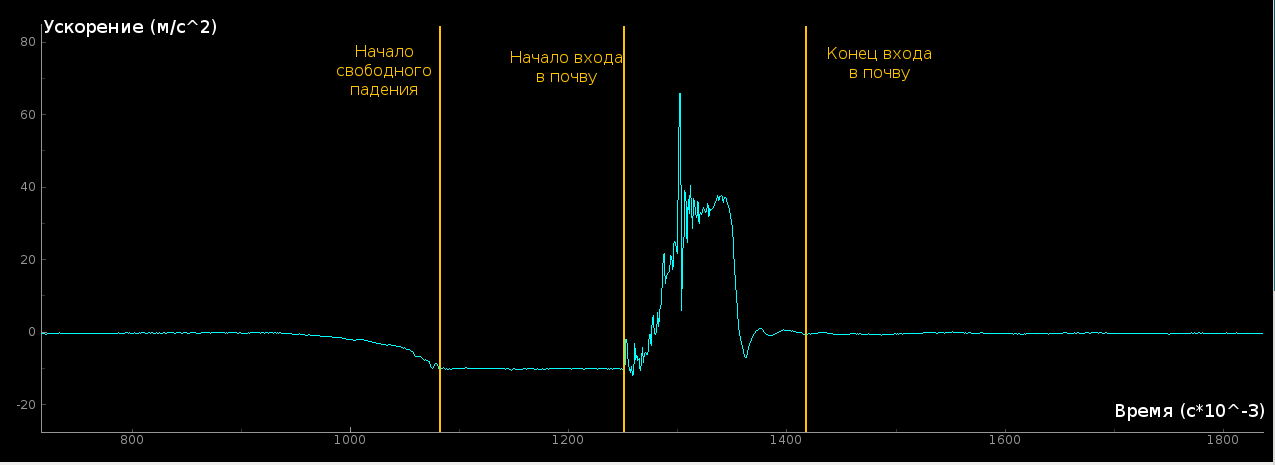 Ускорение (м/с^2)
80
60
40
20
0
-20
Начало
свободного
падения
Начало входа
в почву
Конец входа
в почву
Время (с*10^-3)
800
1000
1200
1400
1600
1800